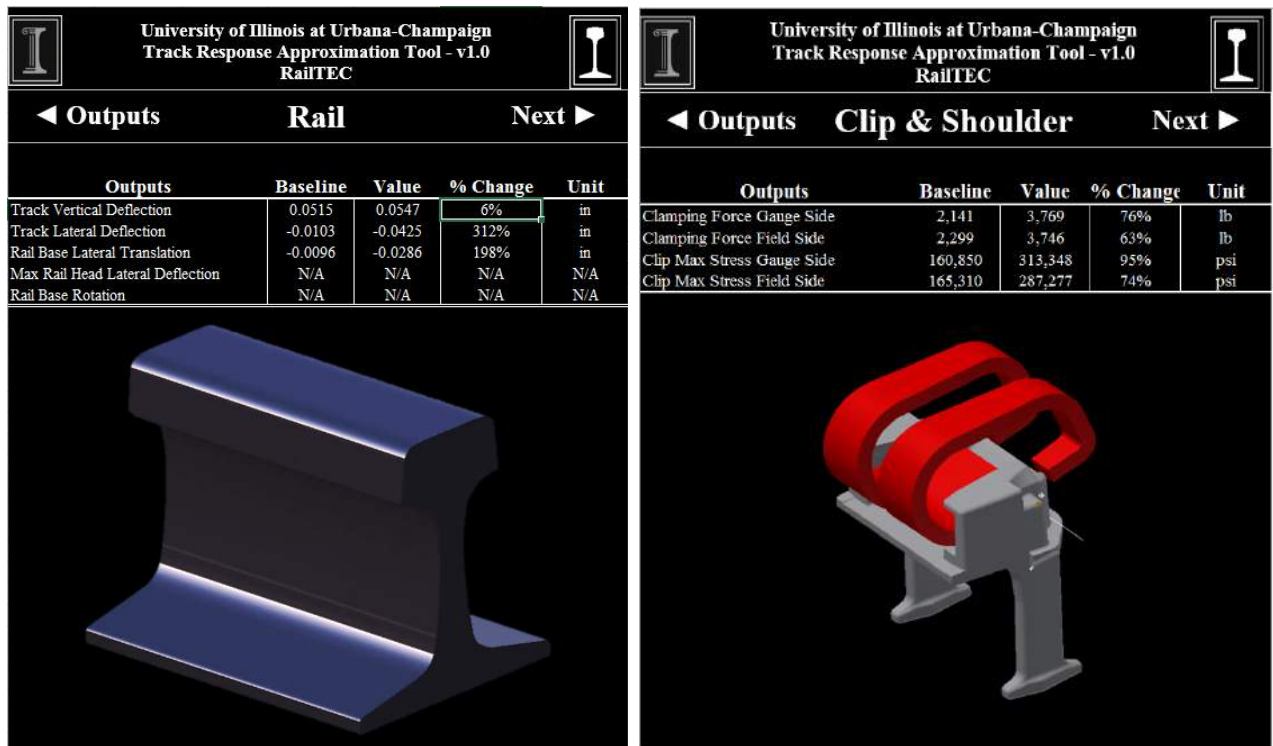 University of Illinois at Urbana-Champaign
Track Response Approximation Tool - v1.0
RailTEC
◄ Outputs Rail Next ►
Outputs Baseline Value % Change Unit
Track Vertical Deflection 0.0515 0.0547 6% in
Track Lateral Deflection -0.0103 -0.0425 312% in
Rail Base Lateral Translation -0.0096 -0.0286 198% in
Max Rail Head Lateral Deflection N/A N/A N/A N/A
Rail Base Rotation N/A N/A N/A N/A
University of Illinois at Urbana-Champaign
Track Response Approximation Tool - v1.0
RailTEC
◄ Outputs Clip & Shoulder Next ►
Outputs Baseline Value % Change Unit
Clamping Force Gauge Side 2,141 3,769 76% lb
Clamping Force Field Side 2,299 3,746 63% lb
Clip Max Stress Gauge Side 160,850 313,348 95% psi
Clip Max Stress Field Side 165,310 287,277 74% psi